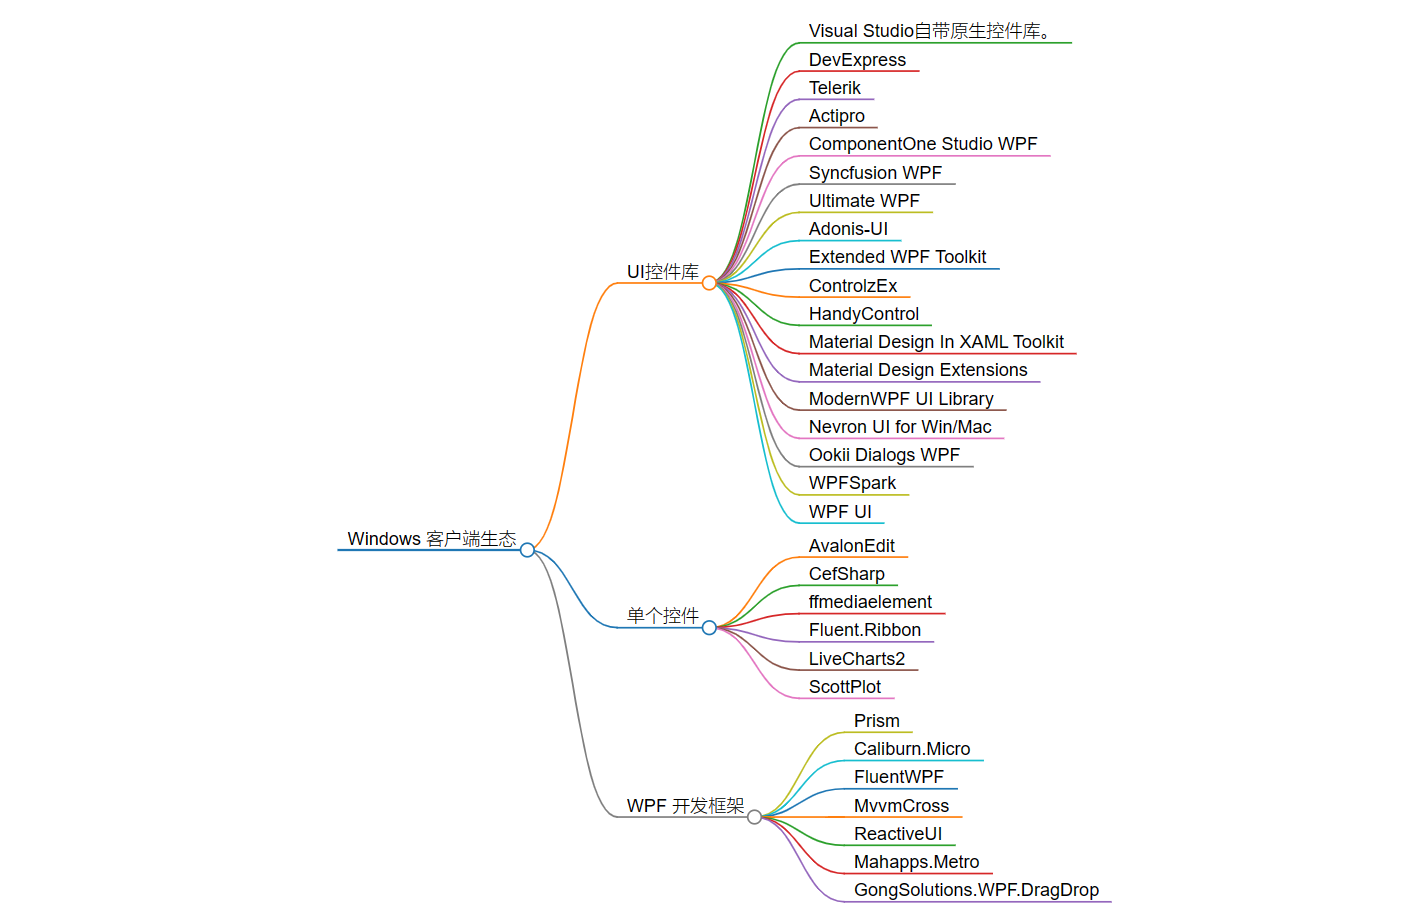 Windows 客户端生态
UI控件库
Visual Studio自带原生控件库。
DevExpress
Telerik
Actipro
ComponentOne Studio WPF
Syncfusion WPF
Ultimate WPF
Adonis-UI
Extended WPF Toolkit
ControlzEx
HandyControl
Material Design In XAML Toolkit
Material Design Extensions
ModernWPF UI Library
Nevron UI for Win/Mac
Ookii Dialogs WPF
WPFSpark
WPF UI
单个控件
AvalonEdit
CefSharp
ffmediaelement
Fluent.Ribbon
LiveCharts2
ScottPlot
WPF 开发框架
Prism
Caliburn.Micro
FluentWPF
MvvmCross
ReactiveUI
Mahapps.Metro
GongSolutions.WPF.DragDrop